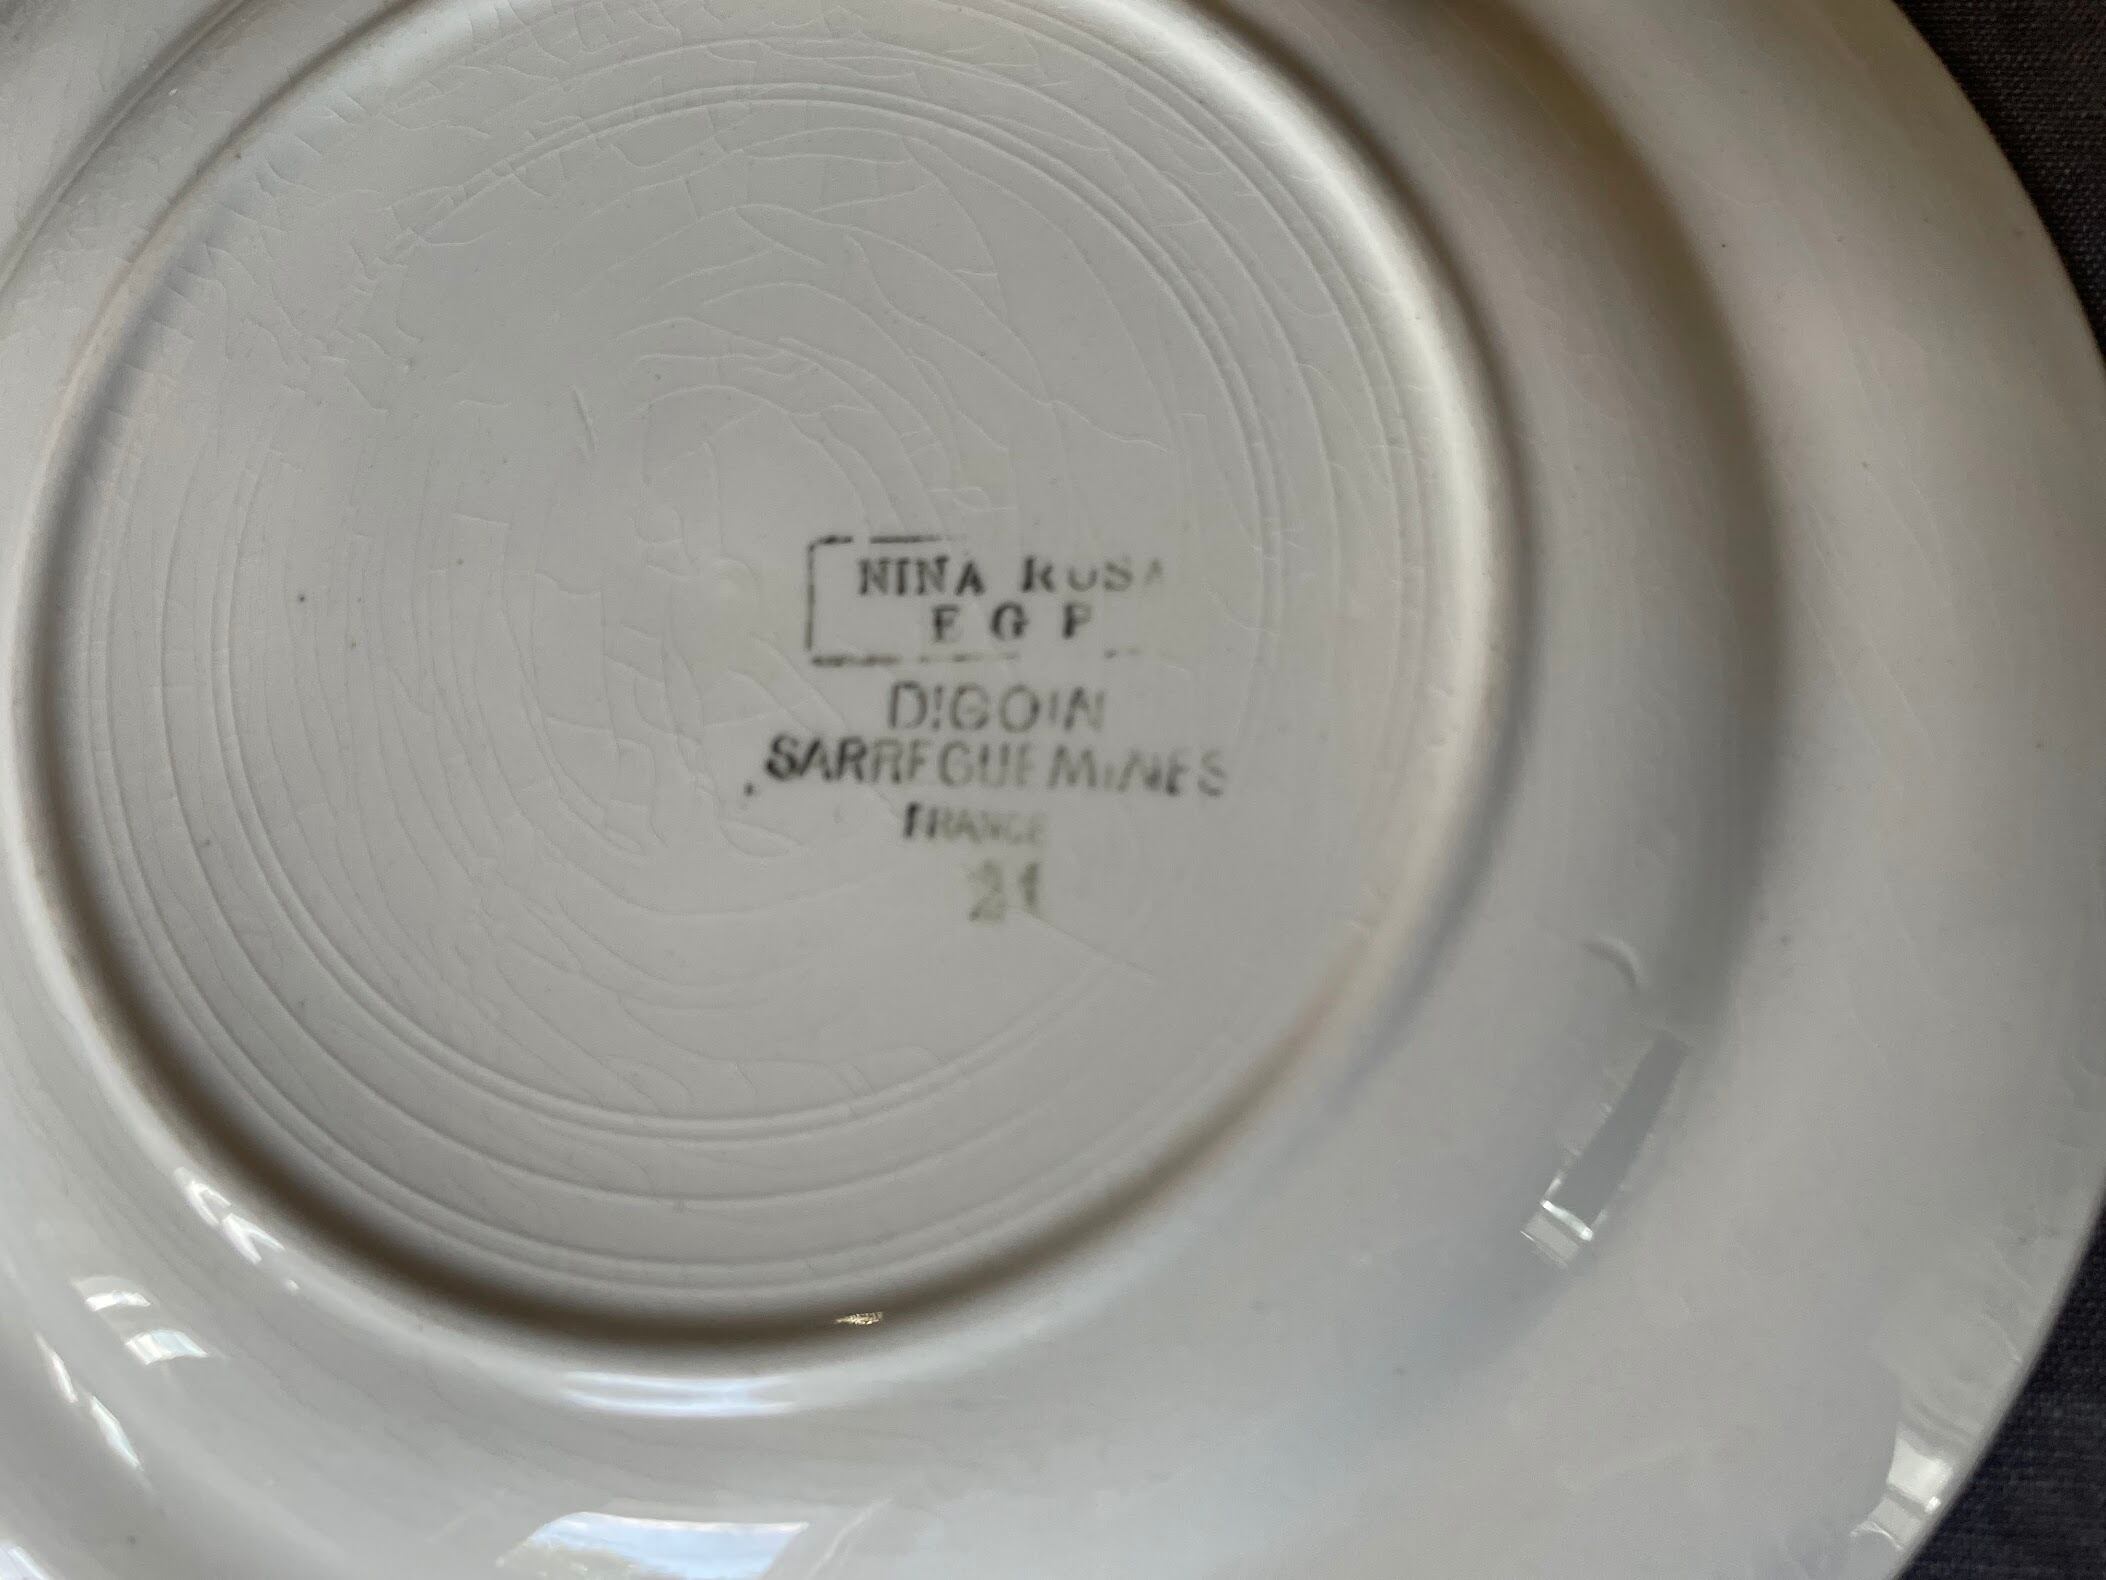 NINA ROSA
E G P
DIGOIN
SARREGUEMINES
FRANCE
21